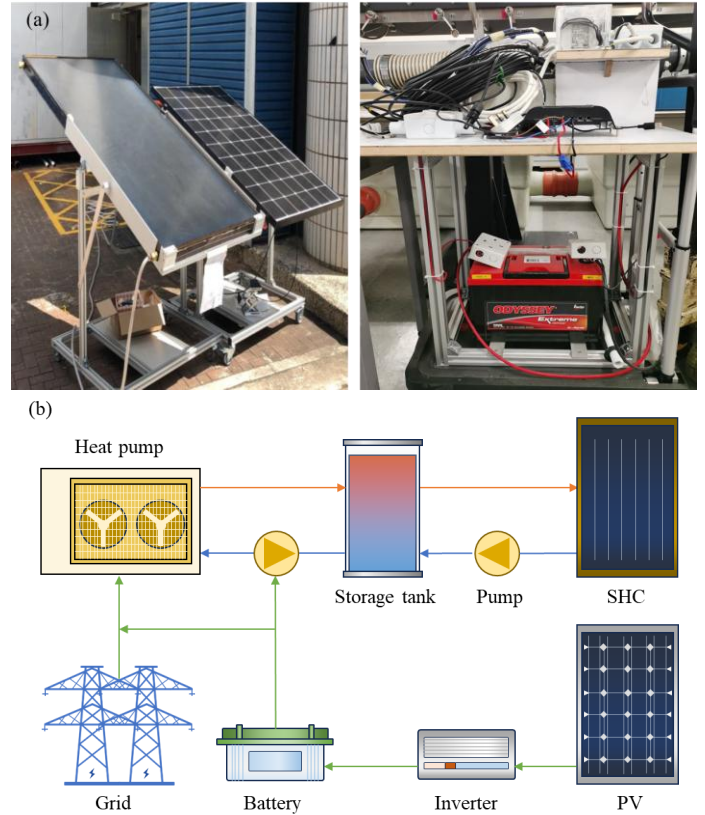 (a)
ODYSSEY
Extreme
(b)
Heat pump
Storage tank
Pump
SHC
Grid
Battery
Inverter
PV